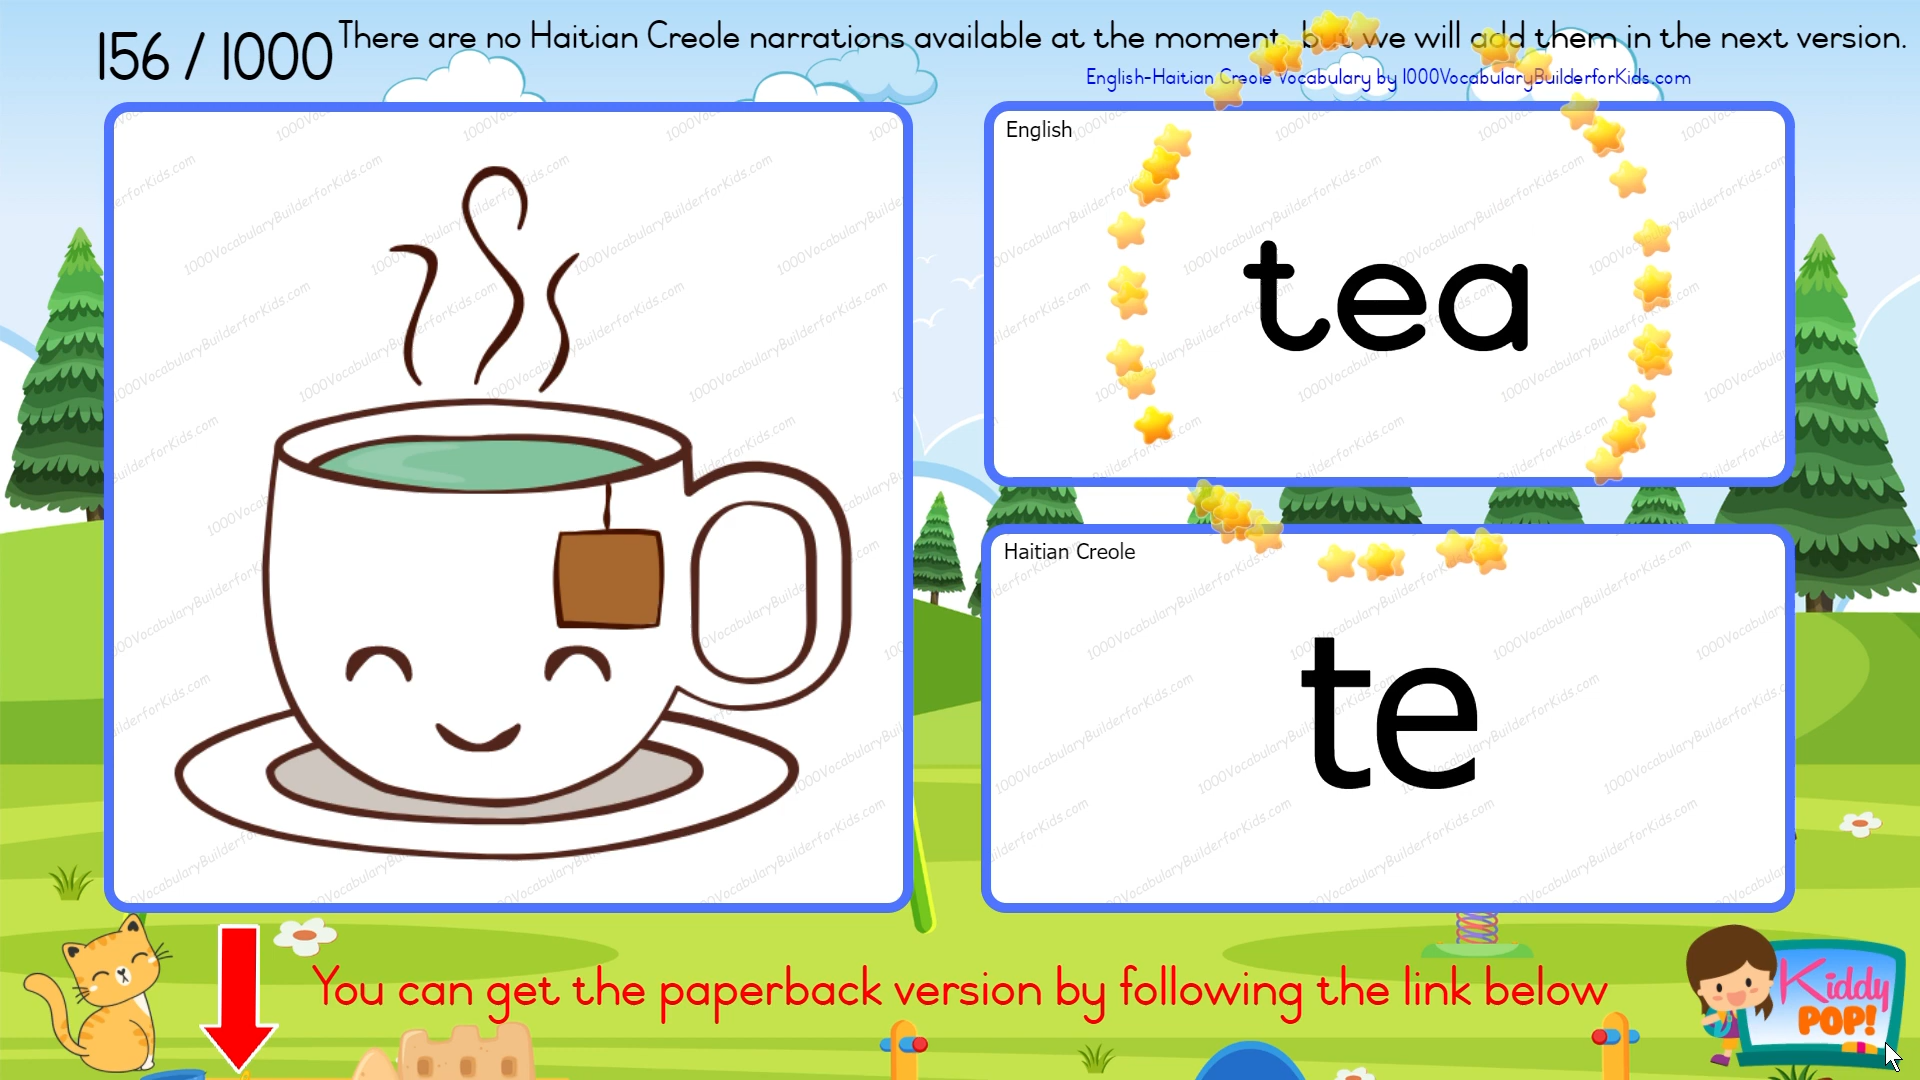 156 / 1000
There are no Haitian Creole narrations available at the moment, but we will add them in the next version.
English-Haitian Creole Vocabulary by 1000VocabularyBuilderforKids.com
English
tea
Haitian Creole
te
You can get the paperback version by following the link below
Kiddy
POP!